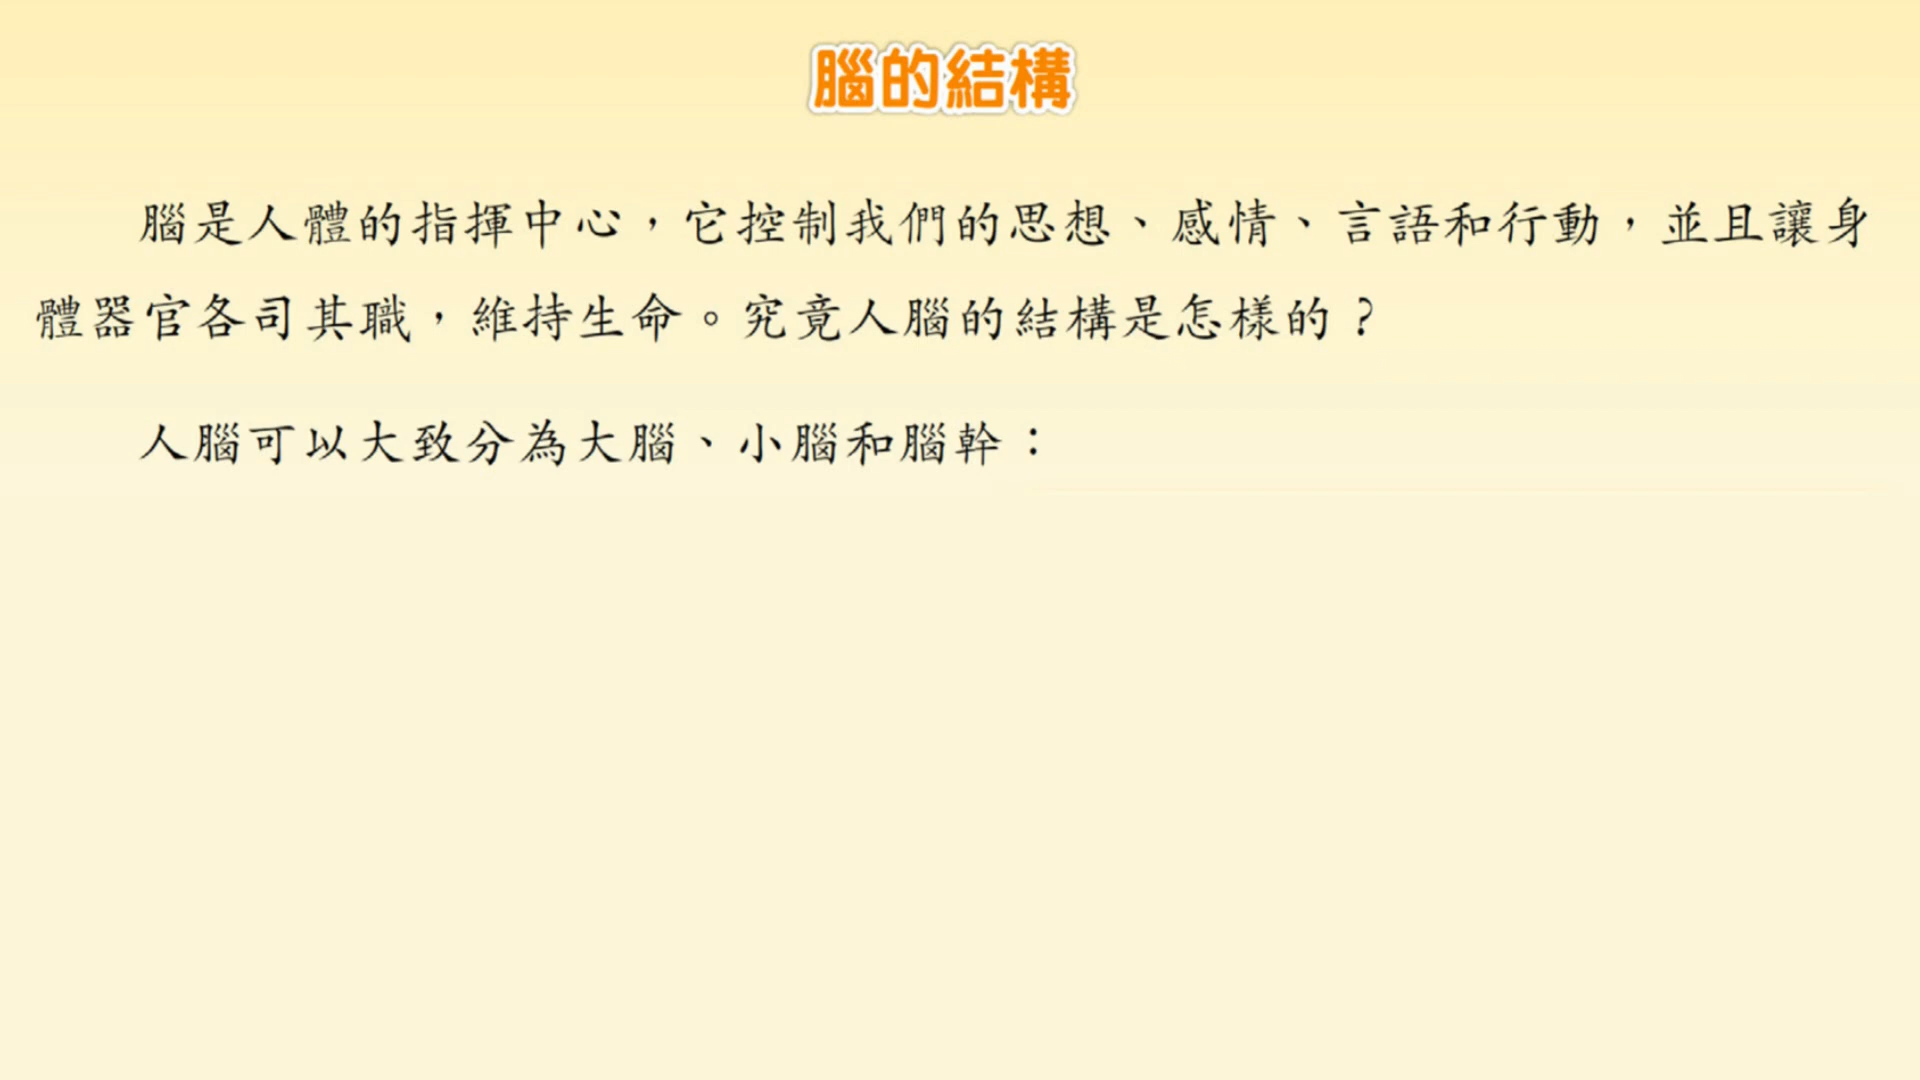 腦的結構
腦是人體的指揮中心，它控制我們的思想、感情、言語和行動，並且讓身
體器官各司其職，維持生命。究竟人腦的結構是怎樣的？
人腦可以大致分為大腦、小腦和腦幹：